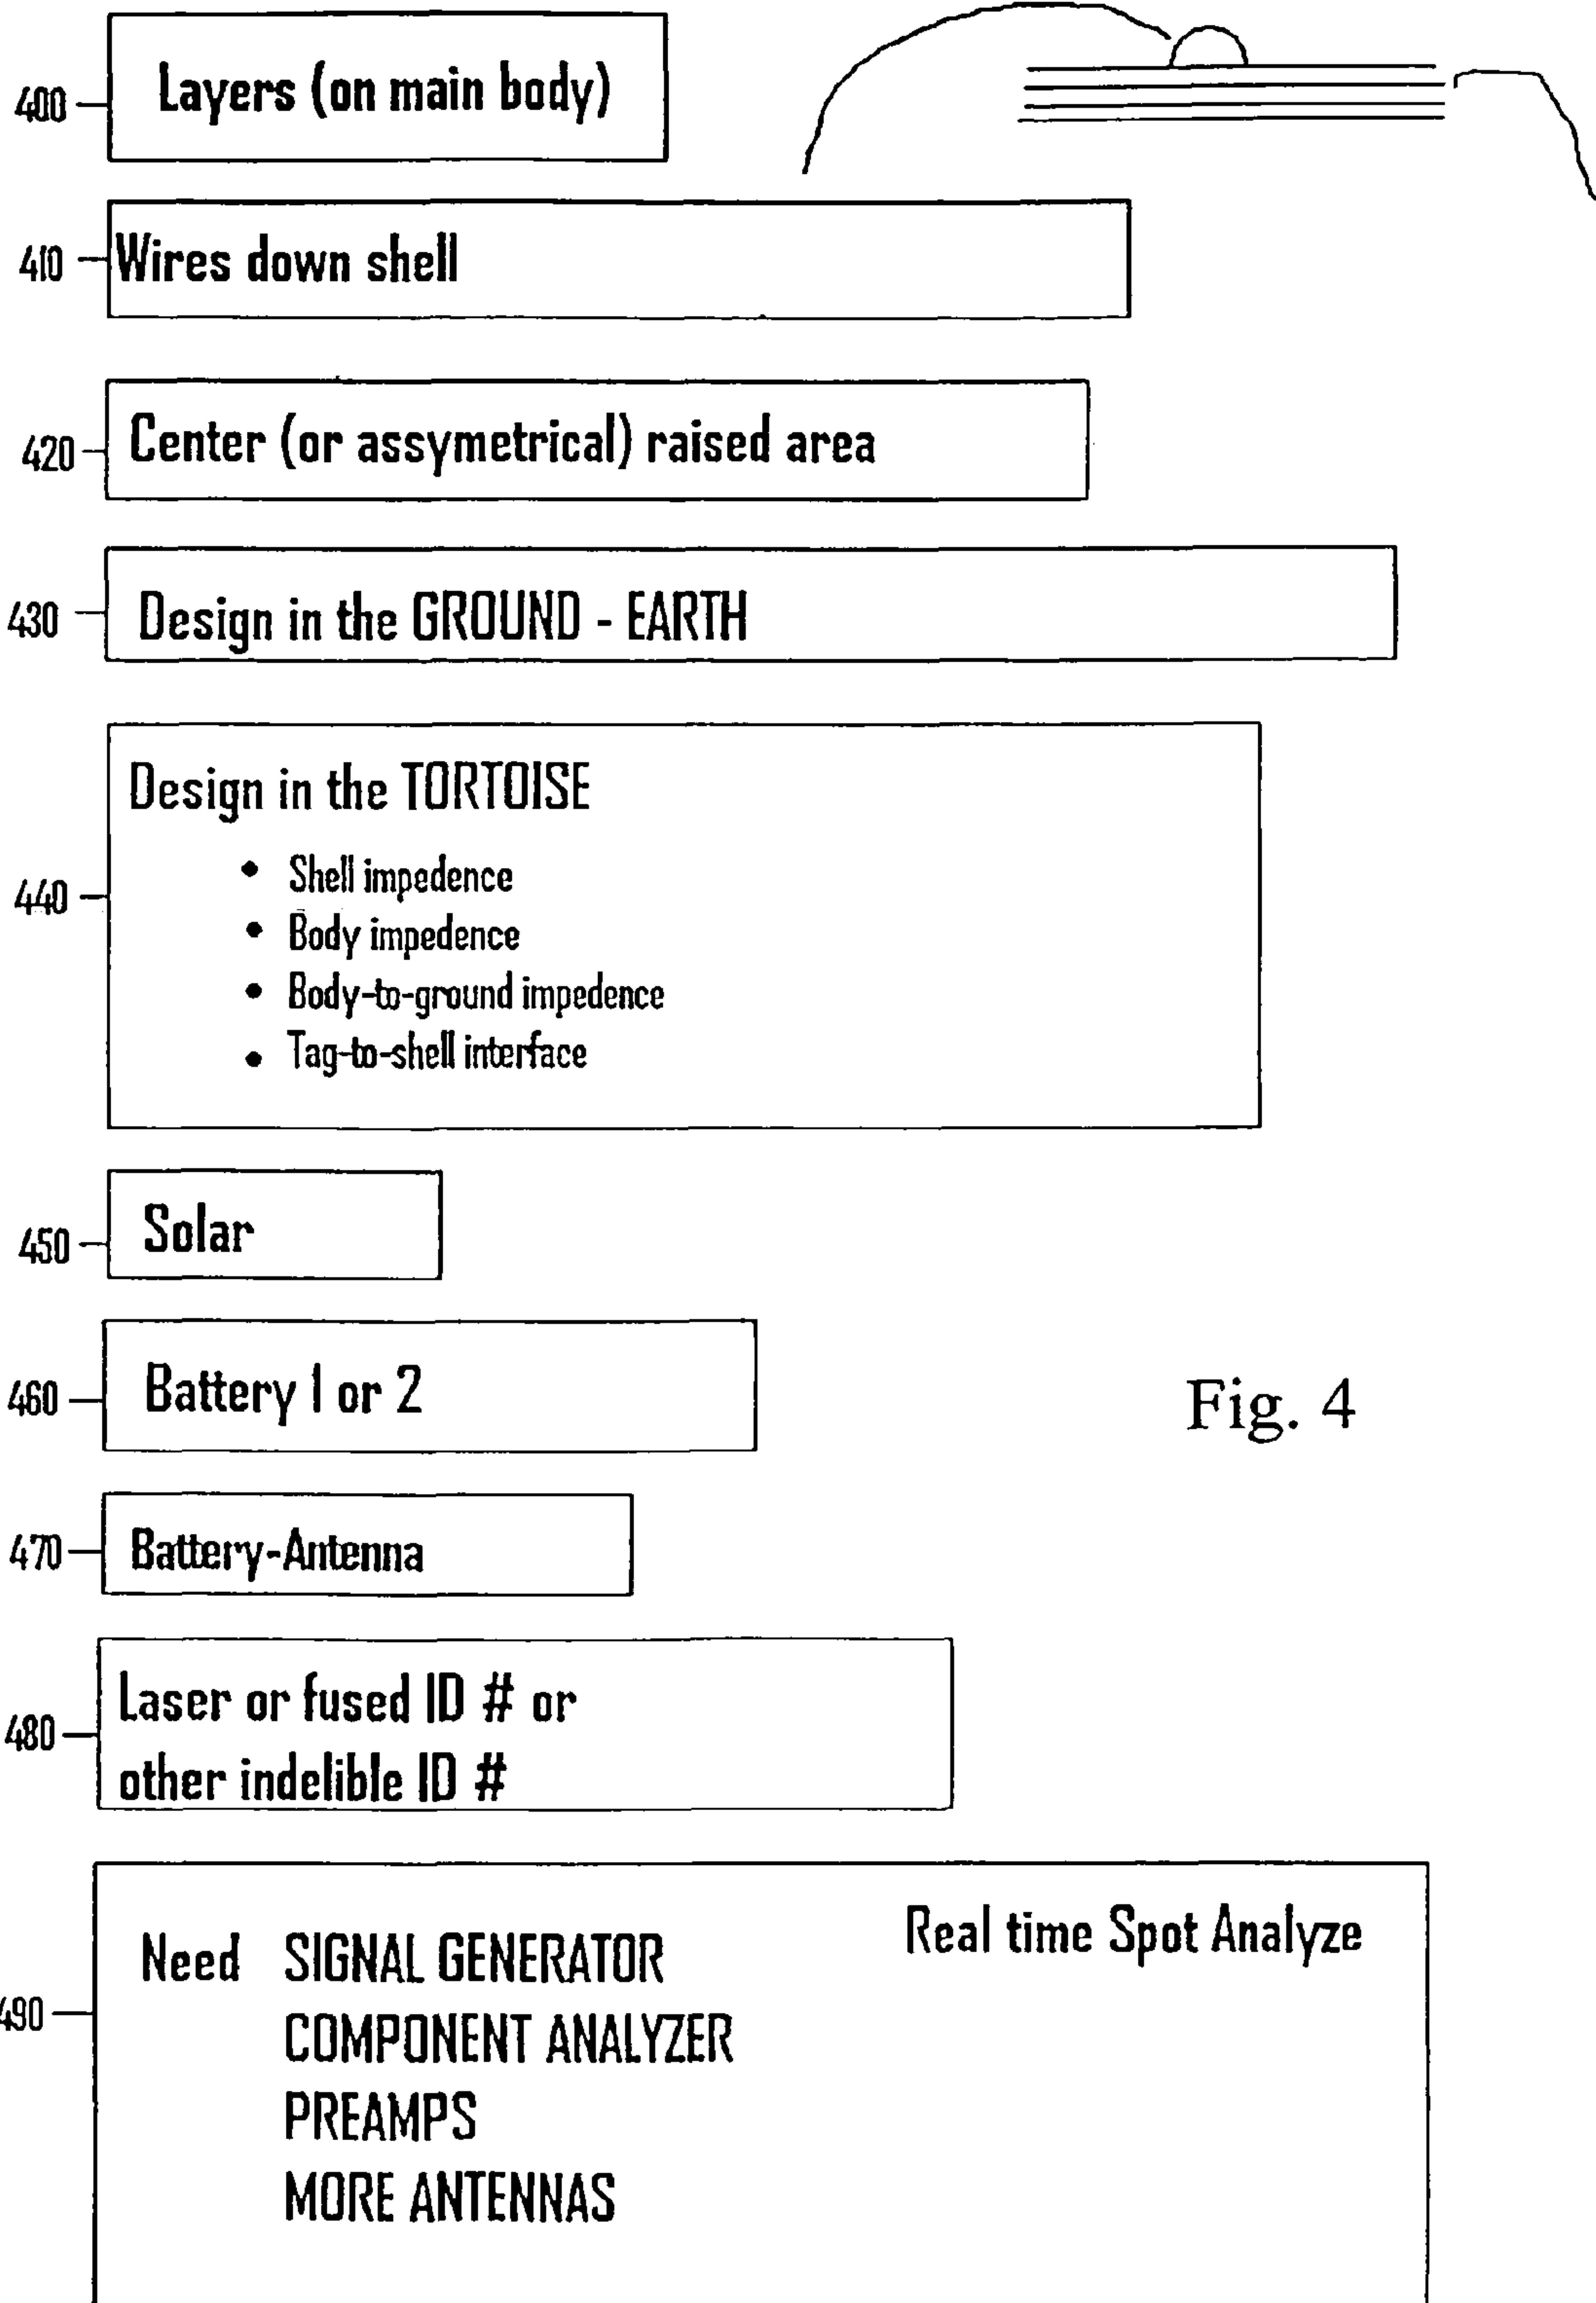 400
Layers (on main body)
410
Wires down shell
420
Center (or assymetrical) raised area
430
Design in the GROUND - EARTH
Design in the TORTOISE
• Shell impedence
440
• Body impedence
• Body-to-ground impedence
• Tag-to-shell interface
450
Solar
460
Battery 1 or 2
Fig. 4
470
Battery-Antenna
Laser or fused ID # or
480
other indelible ID #
Real time Spot Analyze
Need SIGNAL GENERATOR
490
COMPONENT ANALYZER
PREAMPS
MORE ANTENNAS